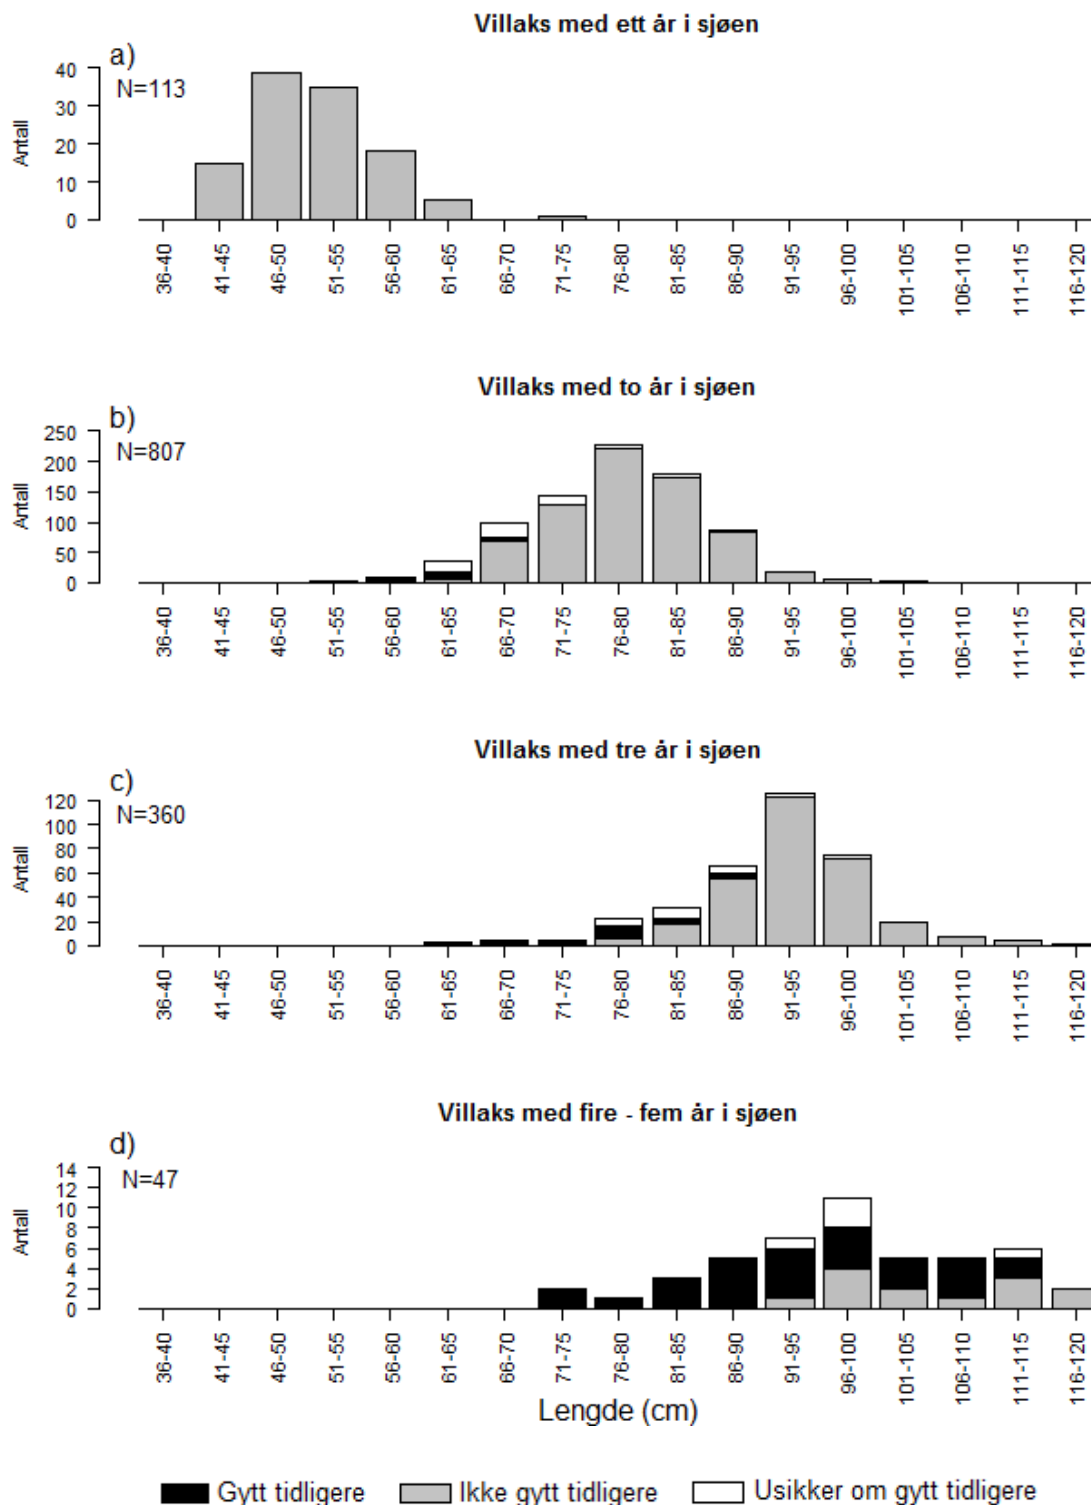 Villaks med ett år i sjøen
a)
N=113
Antall
40
30
20
10
0
36-40 41-45 46-50 51-55 56-60 61-65 66-70 71-75 76-80 81-85 86-90 91-95 96-100 101-105 106-110 111-115 116-120
Villaks med to år i sjøen
b)
N=807
Antall
250
200
150
100
50
0
36-40 41-45 46-50 51-55 56-60 61-65 66-70 71-75 76-80 81-85 86-90 91-95 96-100 101-105 106-110 111-115 116-120
Villaks med tre år i sjøen
c)
N=360
Antall
120
100
80
60
40
20
0
36-40 41-45 46-50 51-55 56-60 61-65 66-70 71-75 76-80 81-85 86-90 91-95 96-100 101-105 106-110 111-115 116-120
Villaks med fire - fem år i sjøen
d)
N=47
Antall
14
12
10
8
6
4
2
0
36-40 41-45 46-50 51-55 56-60 61-65 66-70 71-75 76-80 81-85 86-90 91-95 96-100 101-105 106-110 111-115 116-120
Lengde (cm)
Gytt tidligere Ikke gytt tidligere Usikker om gytt tidligere